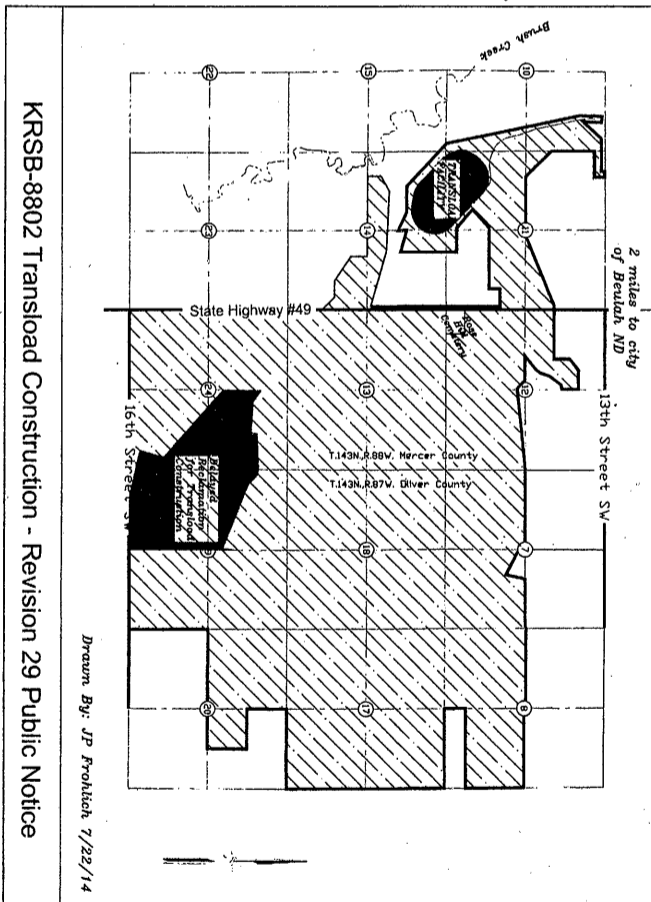 Brush Creek
2 miles to city
of Beulah ND
13th Street SW
10
15
22
TRANSLOAD
FACILITY
11
14
23
State Highway #49
Rose
Hill
Cemetery
12
13
24
T.143N.,R.88W. Mercer County
T.143N.,R.87W. Oliver County
16th Street SW
Delayed
Reclamation
for Transload
Construction
7
18
19
8
17
20
Drawn By: JP Frohlich 7/22/14
KRSB-8802 Transload Construction - Revision 29 Public Notice